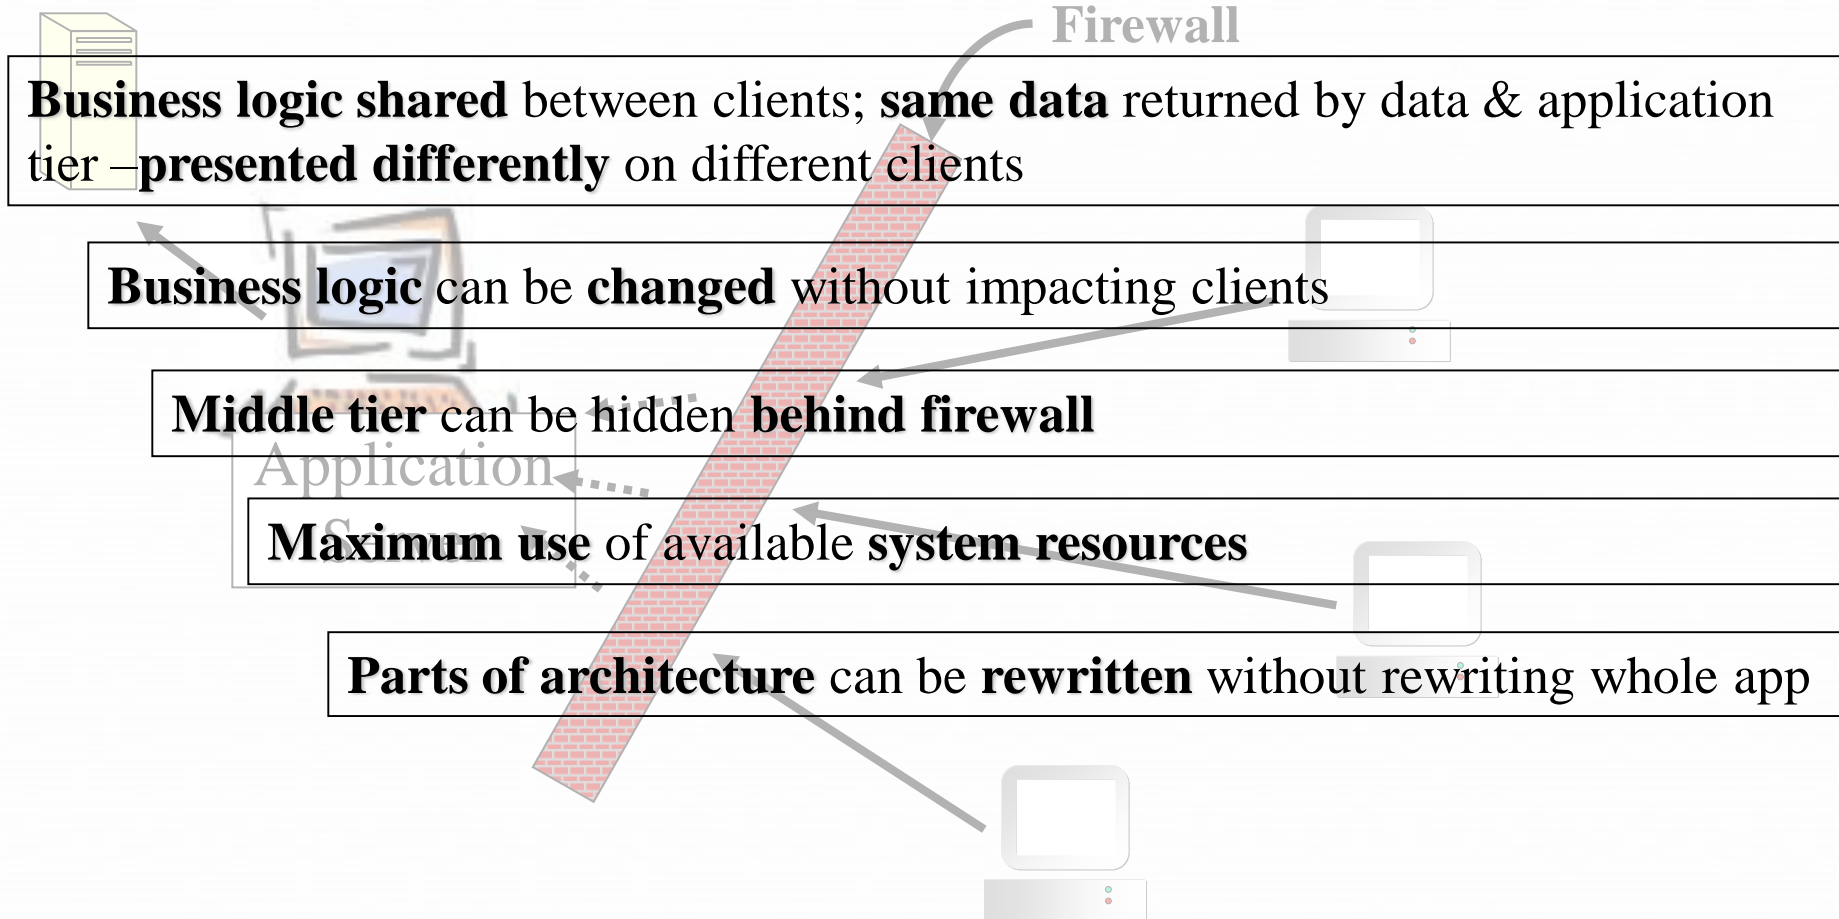 Firewall
Business logic shared between clients; same data returned by data & application
tier –presented differently on different clients
Business logic can be changed without impacting clients
Middle tier can be hidden behind firewall
Application
Server
Maximum use of available system resources
Parts of architecture can be rewritten without rewriting whole app